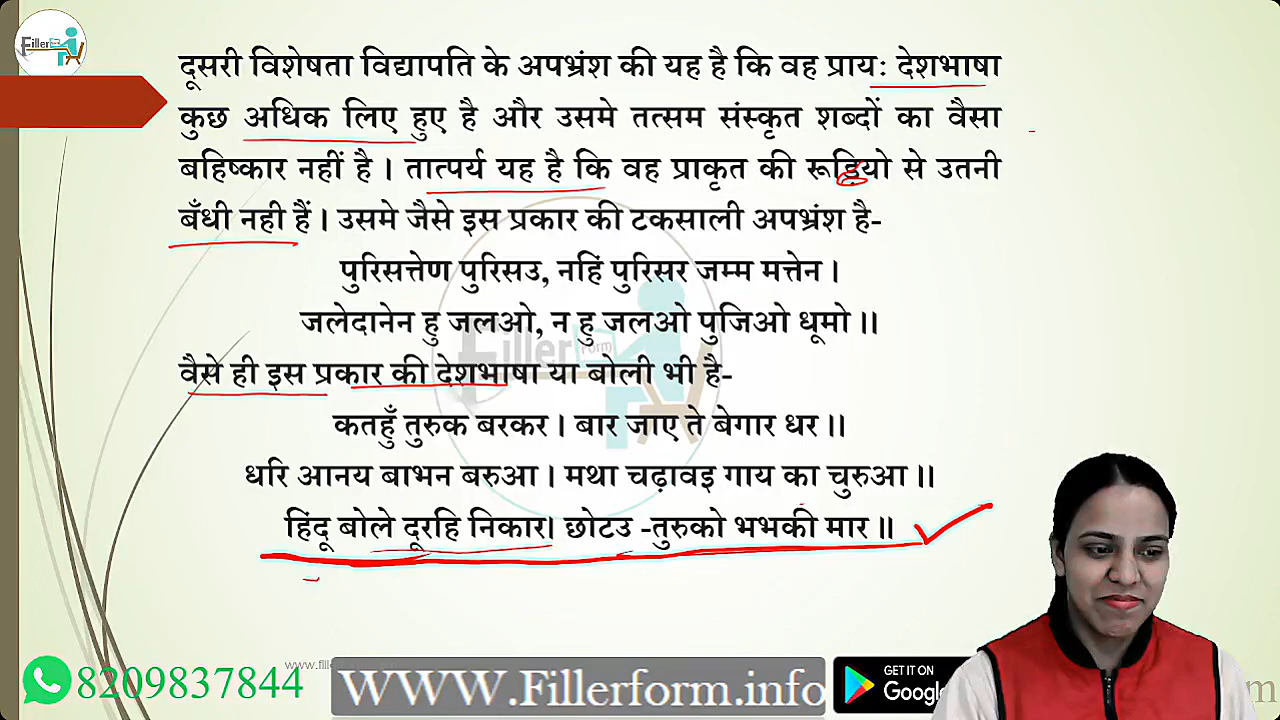 Fillerform
दूसरी विशेषता विद्यापति के अपभ्रंश की यह है कि वह प्रायः देशभाषा
कुछ अधिक लिए हुए है और उसमे तत्सम संस्कृत शब्दों का वैसा
बहिष्कार नहीं है। तात्पर्य यह है कि वह प्राकृत की रूढ़ियो से उतनी
बँधी नही हैं। उसमे जैसे इस प्रकार की टकसाली अपभ्रंश है-
पुरिसत्तेण पुरिसउ, नहिं पुरिसर जम्म मत्तेन।
जलेदानेन हु जलओ, न हु जलओ पुजिओ धूमो॥
Fillerform
वैसे ही इस प्रकार की देशभाषा या बोली भी है-
कतहुँ तुरुक बरकर। बार जाए ते बेगार धर॥
धरि आनय बाभन बरुआ। मथा चढ़ावइ गाय का चुरुआ॥
हिंदू बोले दूरहि निकार। छोटउ -तुरुको भभकी मार॥
8209837844
WWW.Fillerform.info
GET IT ON